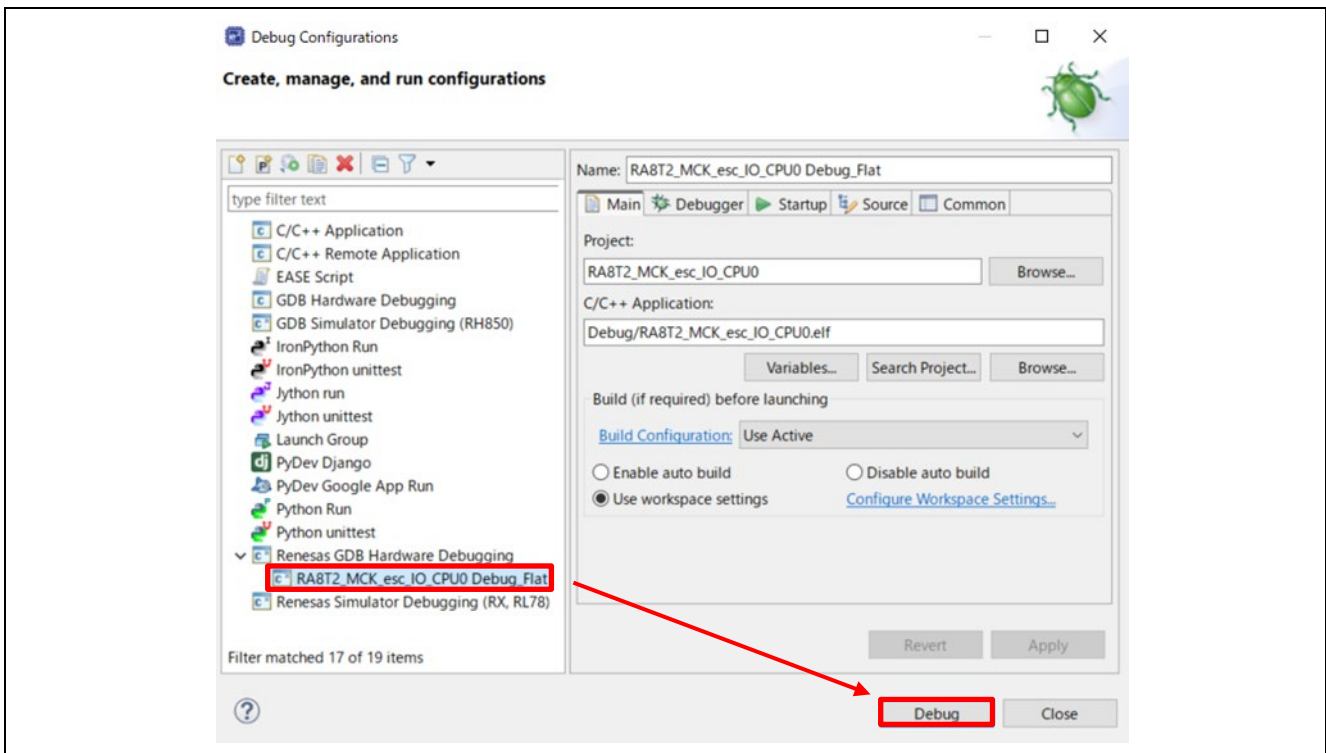 Debug Configurations
Create, manage, and run configurations
type filter text
C/C++ Application
C/C++ Remote Application
EASE Script
GDB Hardware Debugging
GDB Simulator Debugging (RH850)
IronPython Run
IronPython unittest
Jython run
Jython unittest
Launch Group
PyDev Django
PyDev Google App Run
Python Run
Python unittest
Renesas GDB Hardware Debugging
RA8T2_MCK_esc_IO_CPU0 Debug_Flat
Renesas Simulator Debugging (RX, RL78)
Filter matched 17 of 19 items
Name: RA8T2_MCK_esc_IO_CPU0 Debug_Flat
Main Debugger Startup Source Common
Project:
RA8T2_MCK_esc_IO_CPU0 Browse...
C/C++ Application:
Debug/RA8T2_MCK_esc_IO_CPU0.elf
Variables... Search Project... Browse...
Build (if required) before launching
Build Configuration: Use Active
Enable auto build Disable auto build
Use workspace settings Configure Workspace Settings...
Revert Apply
Debug Close